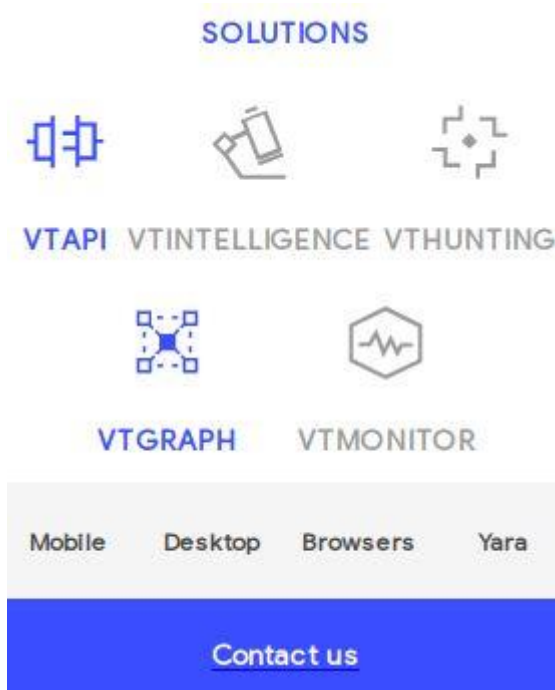 SOLUTIONS
VTAPI VTINTELLIGENCE VTHUNTING
VTGRAPH VTMONITOR
Mobile Desktop Browsers Yara
Contact us